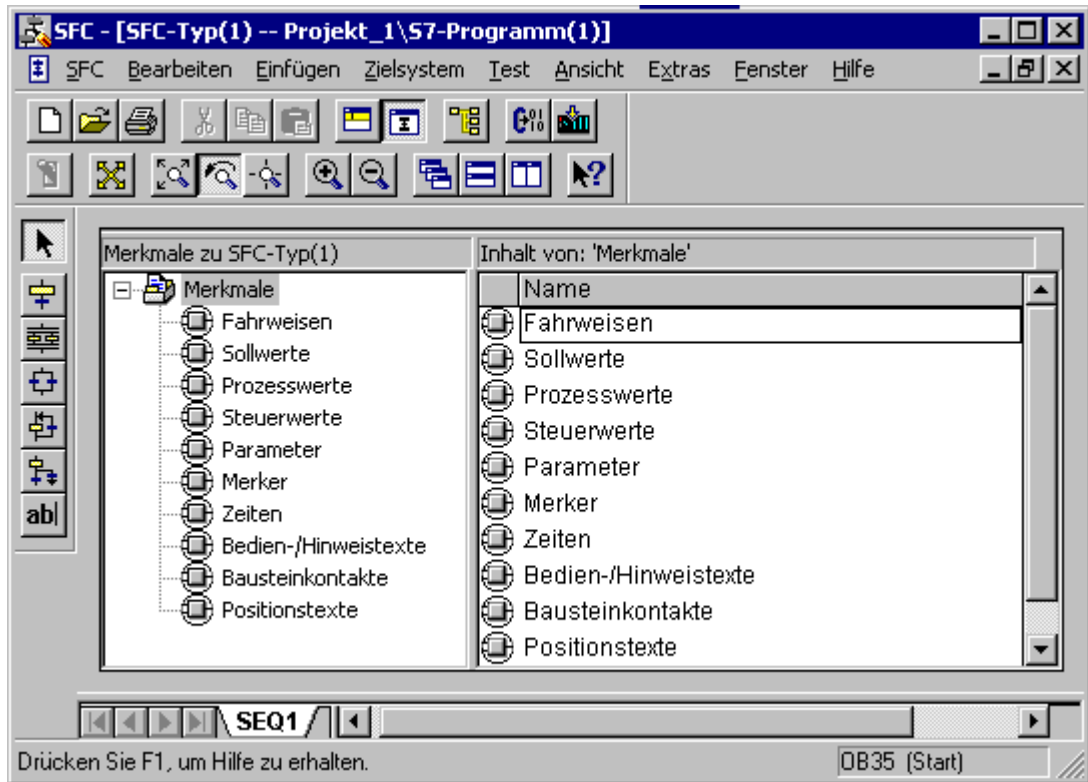 SFC - [SFC-Typ(1) -- Projekt_1\S7-Programm(1)]
SFC Bearbeiten Einfügen Zielsystem Test Ansicht Extras Fenster Hilfe
Merkmale zu SFC-Typ(1)
Merkmale
Fahrweisen
Sollwerte
Prozesswerte
Steuerwerte
Parameter
Merker
Zeiten
Bedien-/Hinweistexte
Bausteinkontakte
Positionstexte
Inhalt von: 'Merkmale'
Name
Fahrweisen
Sollwerte
Prozesswerte
Steuerwerte
Parameter
Merker
Zeiten
Bedien-/Hinweistexte
Bausteinkontakte
Positionstexte
ab
SEQ1
Drücken Sie F1, um Hilfe zu erhalten.
OB35 (Start)